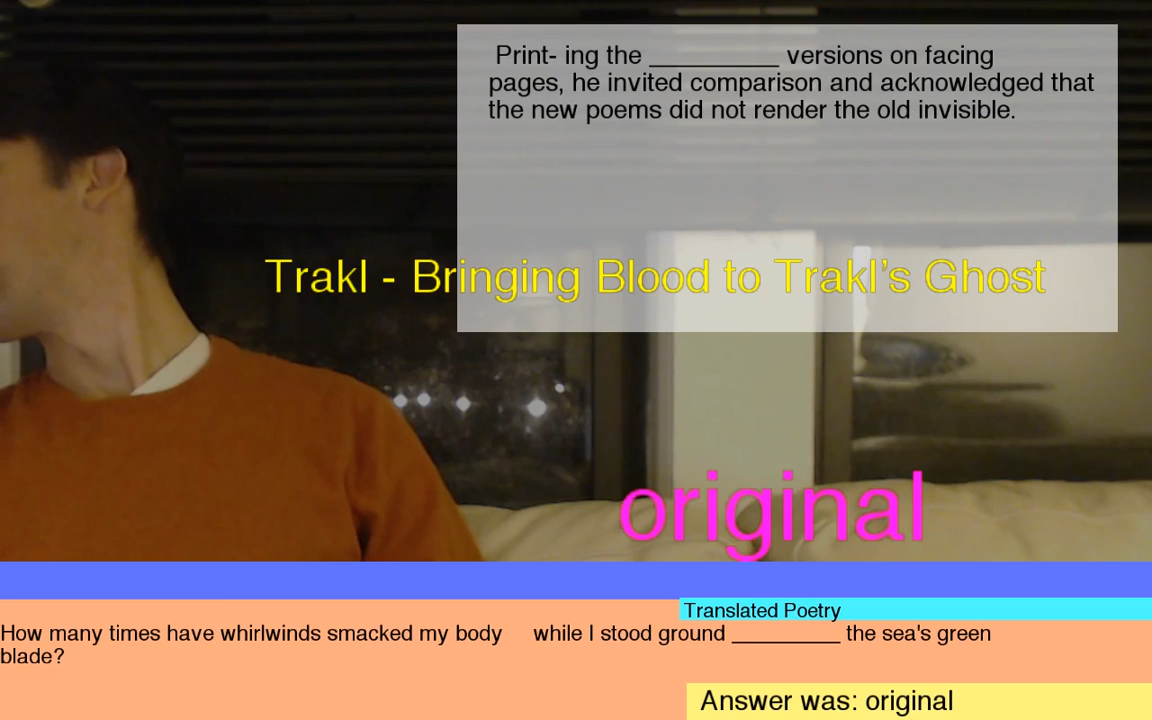 Print- ing the __________ versions on facing
pages, he invited comparison and acknowledged that
the new poems did not render the old invisible.
Trakl - Bringing Blood to Trakl’s Ghost
original
Translated Poetry
How many times have whirlwinds smacked my body while I stood ground __________ the sea's green
blade?
Answer was: original